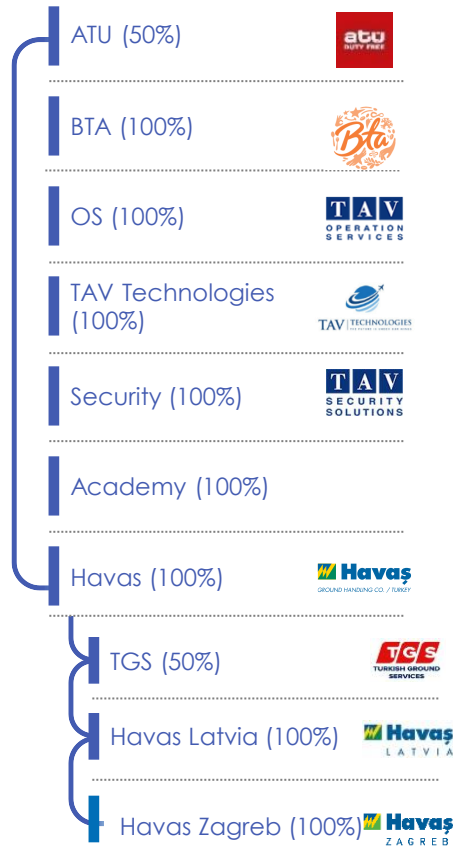 ATU (50%)
atu
DUTY FREE
BTA (100%)
Bta
OS (100%)
TAV
OPERATION
SERVICES
TAV Technologies
(100%)
TAV TECHNOLOGIES
Security (100%)
TAV
SECURITY
SOLUTIONS
Academy (100%)
Havas (100%)
Havaş
GROUND HANDLING CO. / TURKEY
TGS (50%)
TGS
TURKISH GROUND
SERVICES
Havas Latvia (100%)
Havaş
LATVIA
Havas Zagreb (100%)
Havaş
ZAGREB